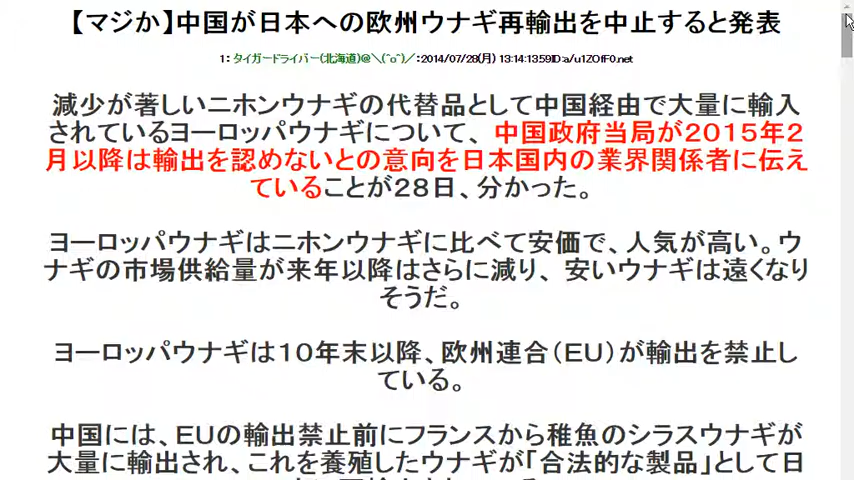 【マジか】中国が日本への欧州ウナギ再輸出を中止すると発表
1: タイガードライバー(北海道)@＼(^o^)／:2014/07/28(月) 13:14:13.59ID:a/u1ZOfF0.net
減少が著しいニホンウナギの代替品として中国経由で大量に輸入
されているヨーロッパウナギについて、中国政府当局が2015年2
月以降は輸出を認めないとの意向を日本国内の業界関係者に伝え
ていることが28日、分かった。
ヨーロッパウナギはニホンウナギに比べて安価で、人気が高い。ウ
ナギの市場供給量が来年以降はさらに減り、安いウナギは遠くなり
そうだ。
ヨーロッパウナギは10年末以降、欧州連合(EU)が輸出を禁止し
ている。
中国には、EUの輸出禁止前にフランスから稚魚のシラスウナギが
大量に輸出され、これを養殖したウナギが「合法的な製品」として日